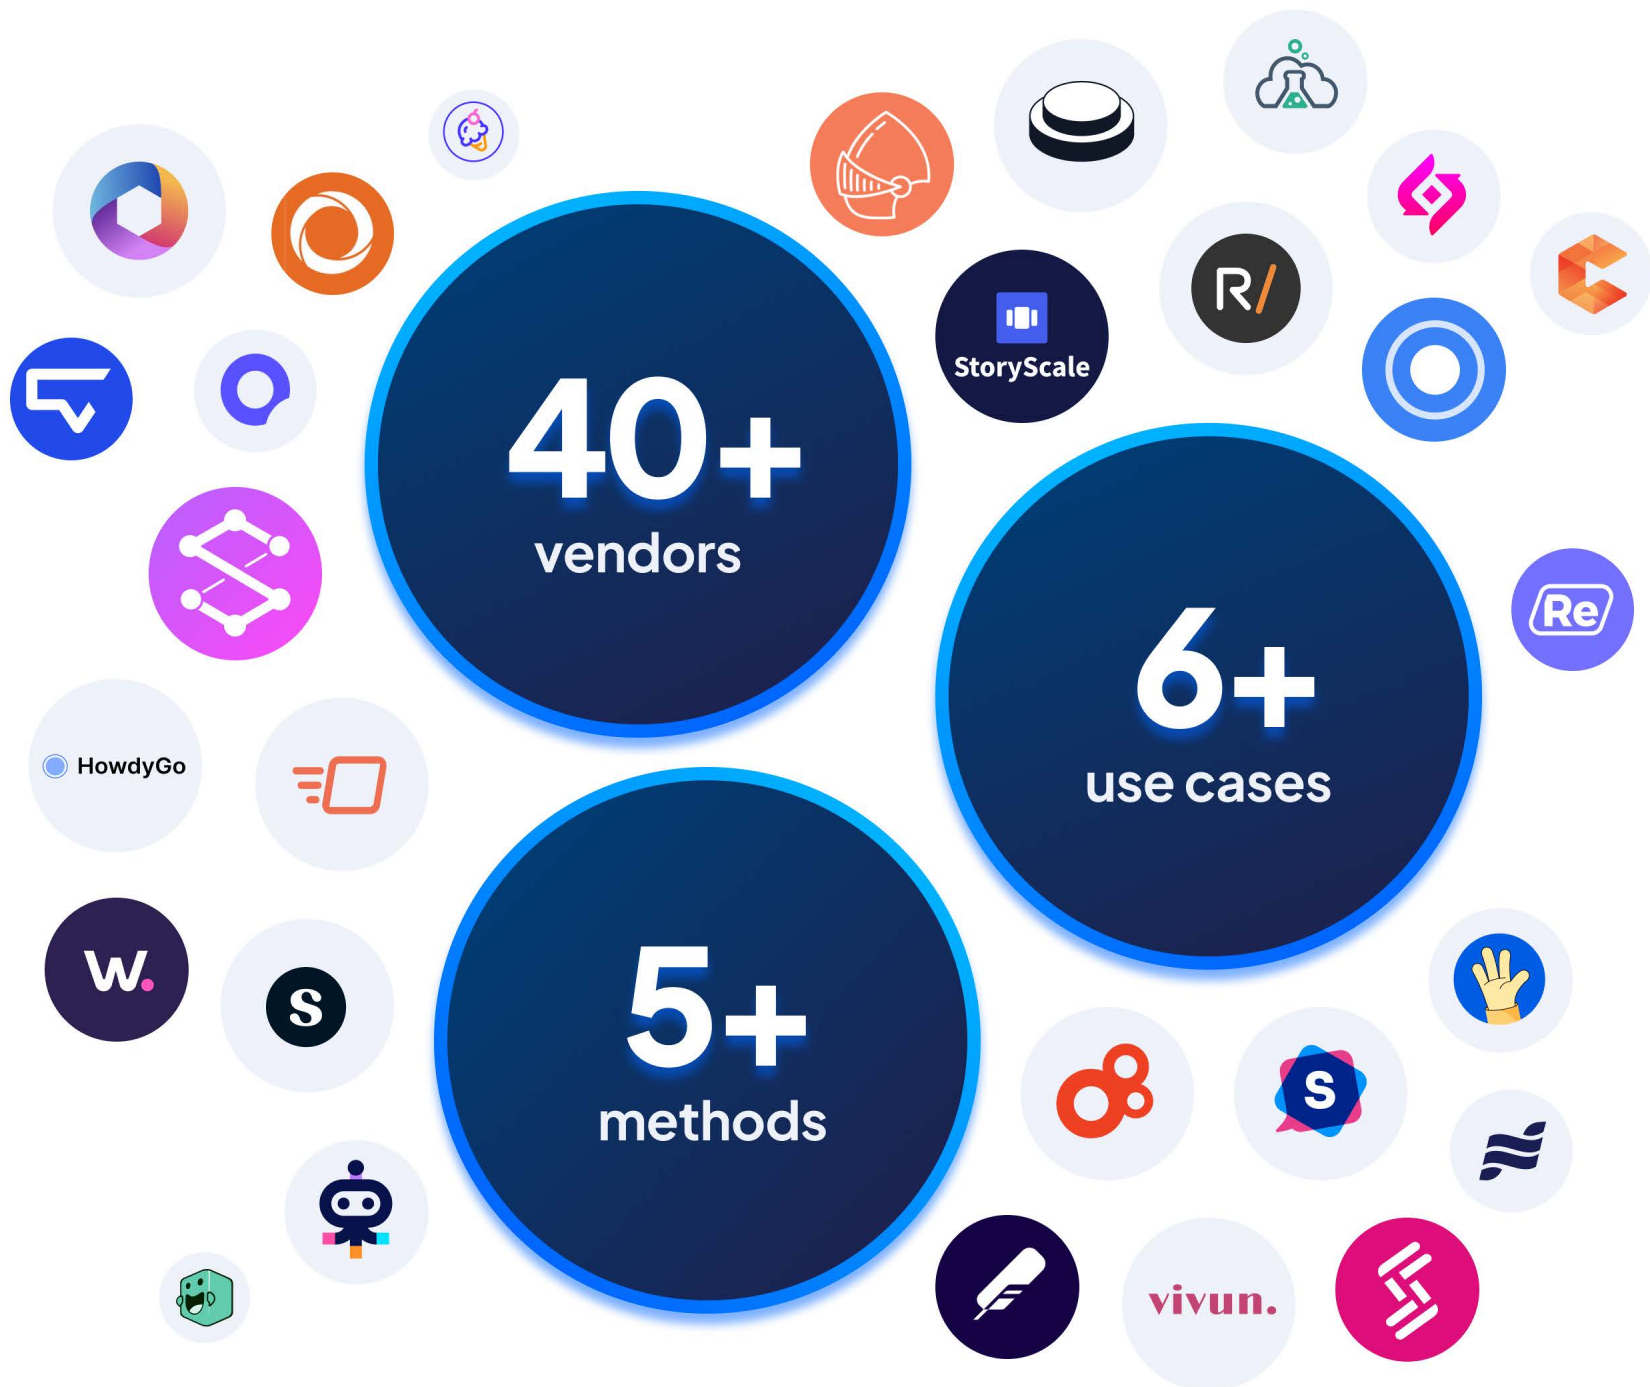 R/
StoryScale
40+
vendors
6+
use cases
Re
HowdyGo
W.
S
5+
methods
S
vivun.